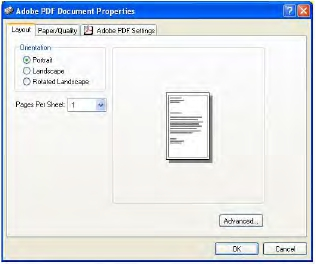 Adobe PDF Document Properties
Layout Paper/Quality Adobe PDF Settings
Orientation
Portrait
Landscape
Rotated Landscape
Pages Per Sheet: 1
Advanced...
OK Cancel